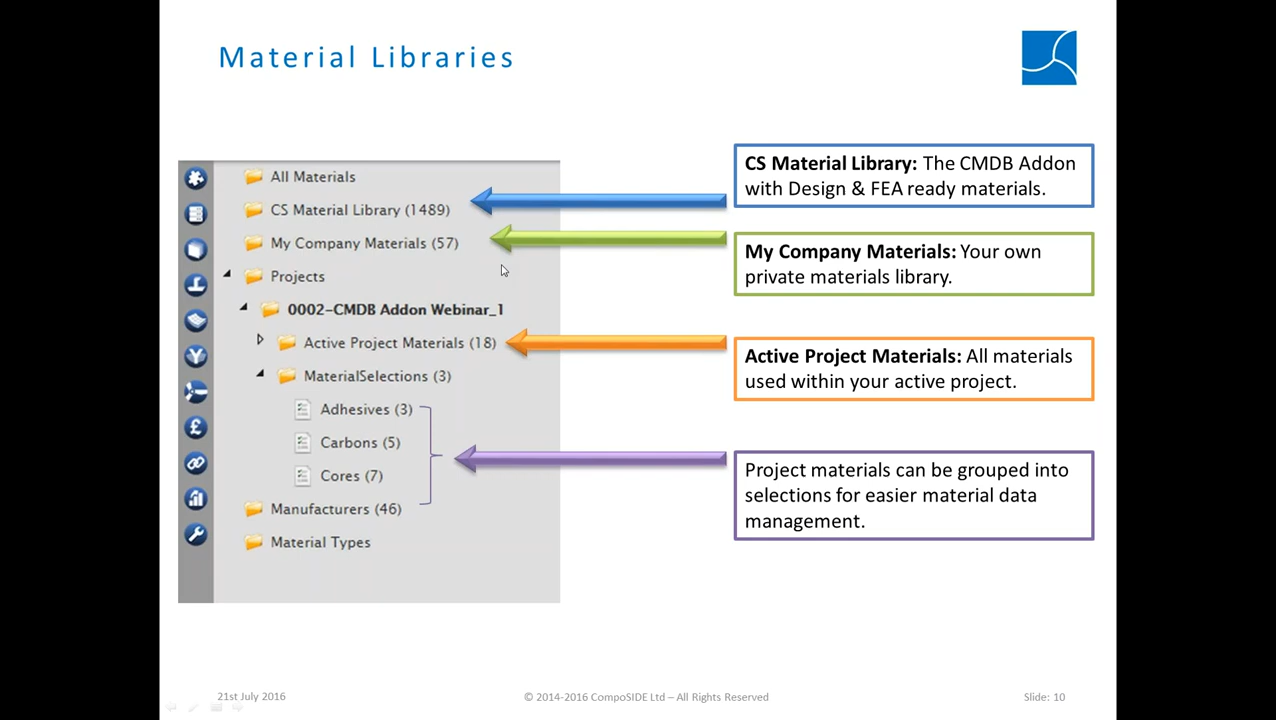 Material Libraries
All Materials
CS Material Library (1489)
My Company Materials (57)
Projects
0002-CMDB Addon Webinar_1
Active Project Materials (18)
MaterialSelections (3)
Adhesives (3)
Carbons (5)
Cores (7)
Manufacturers (46)
Material Types
CS Material Library: The CMDB Addon
with Design & FEA ready materials.
My Company Materials: Your own
private materials library.
Active Project Materials: All materials
used within your active project.
Project materials can be grouped into
selections for easier material data
management.
21st July 2016
© 2014-2016 CompoSIDE Ltd – All Rights Reserved
Slide: 10